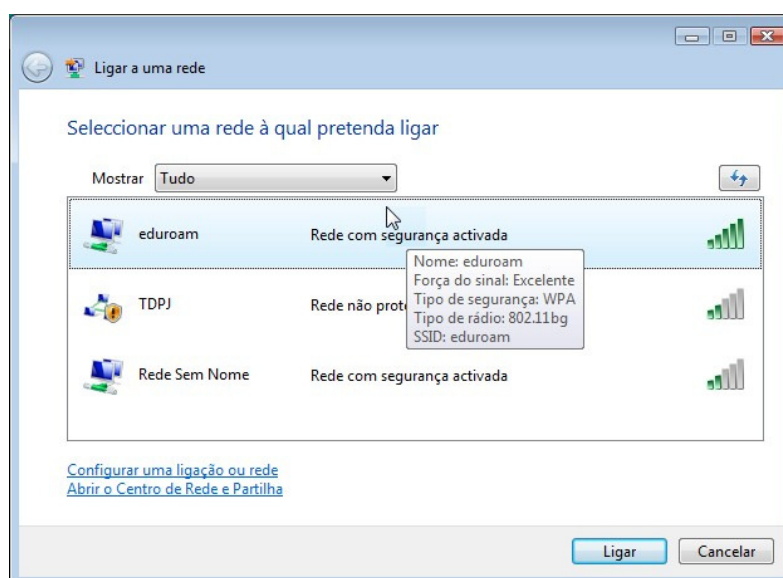 Ligar a uma rede
Seleccionar uma rede à qual pretenda ligar
Mostrar Tudo
eduroam Rede com segurança activada
Nome: eduroam
Força do sinal: Excelente
Tipo de segurança: WPA
Tipo de rádio: 802.11bg
SSID: eduroam
TDPJ Rede não prote
Rede Sem Nome Rede com segurança activada
Configurar uma ligação ou rede
Abrir o Centro de Rede e Partilha
Ligar Cancelar